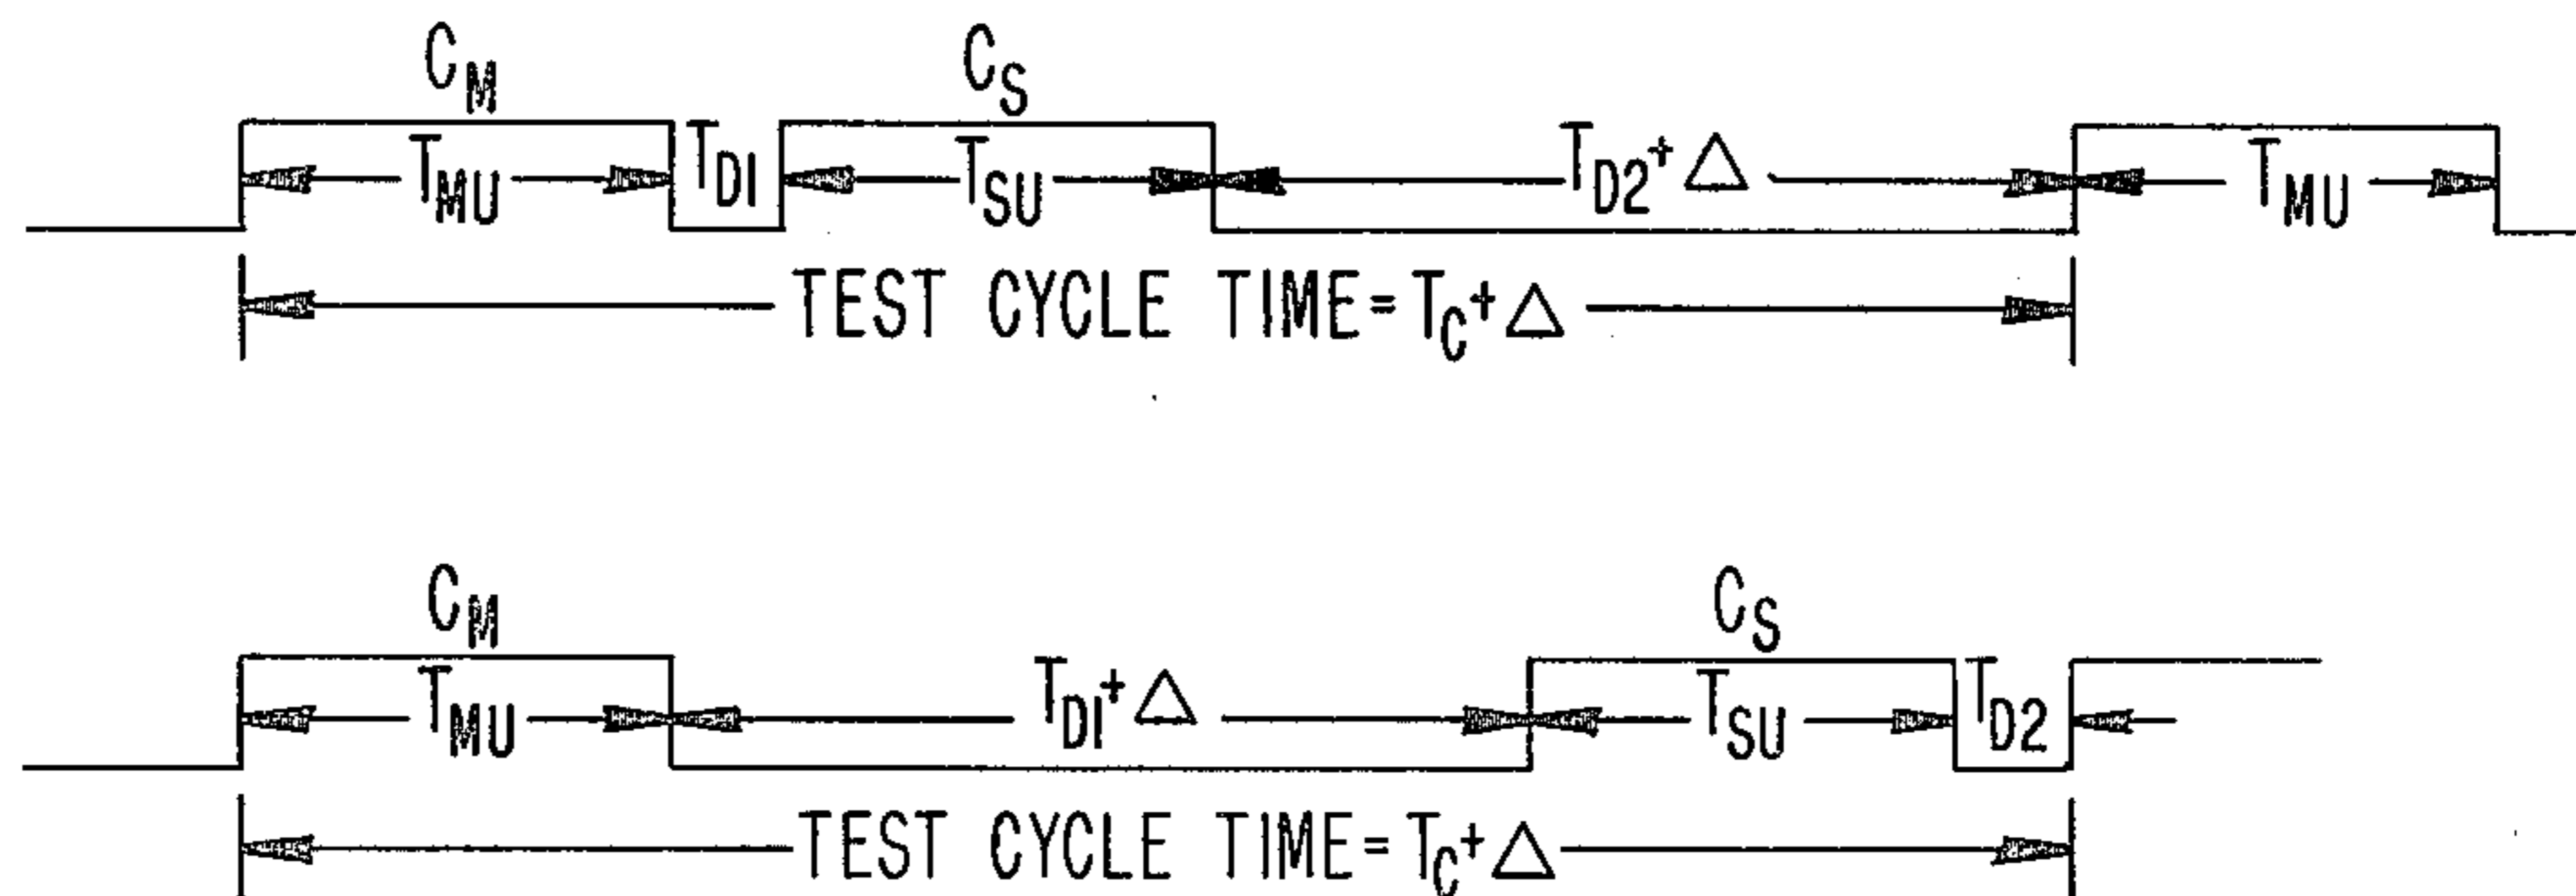 C_M C_S
T_MU T_D1 T_SU T_D2+Δ T_MU
TEST CYCLE TIME=T_C+Δ
C_M C_S
T_MU T_D1+Δ T_SU T_D2
TEST CYCLE TIME=T_C+Δ